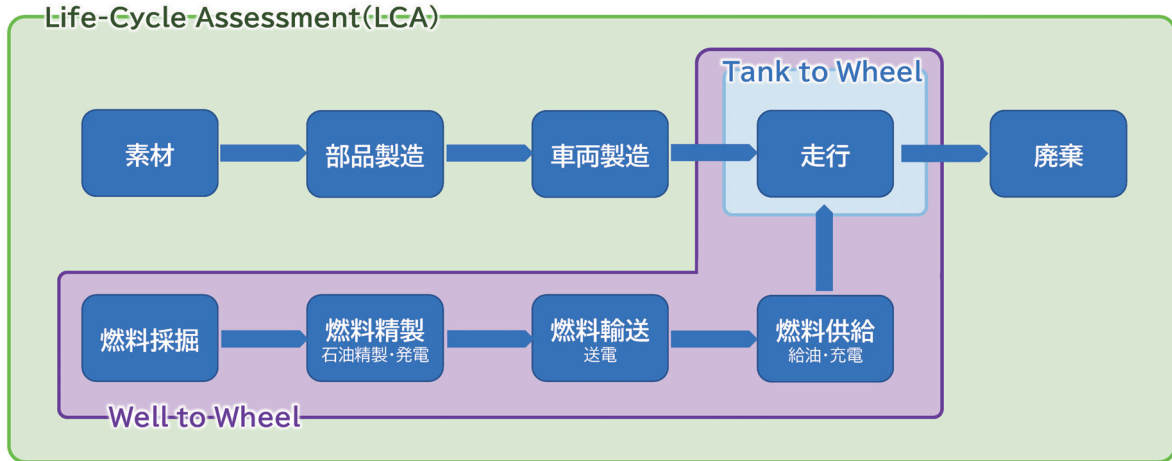 Life-Cycle Assessment(LCA)
Tank to Wheel
素材
部品製造
車両製造
走行
廃棄
燃料採掘
燃料精製
石油精製・発電
燃料輸送
送電
燃料供給
給油・充電
Well to Wheel